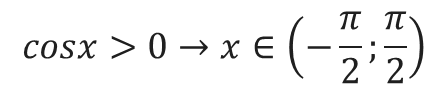 cosx > 0 → x ∈ (−π/2; π/2)